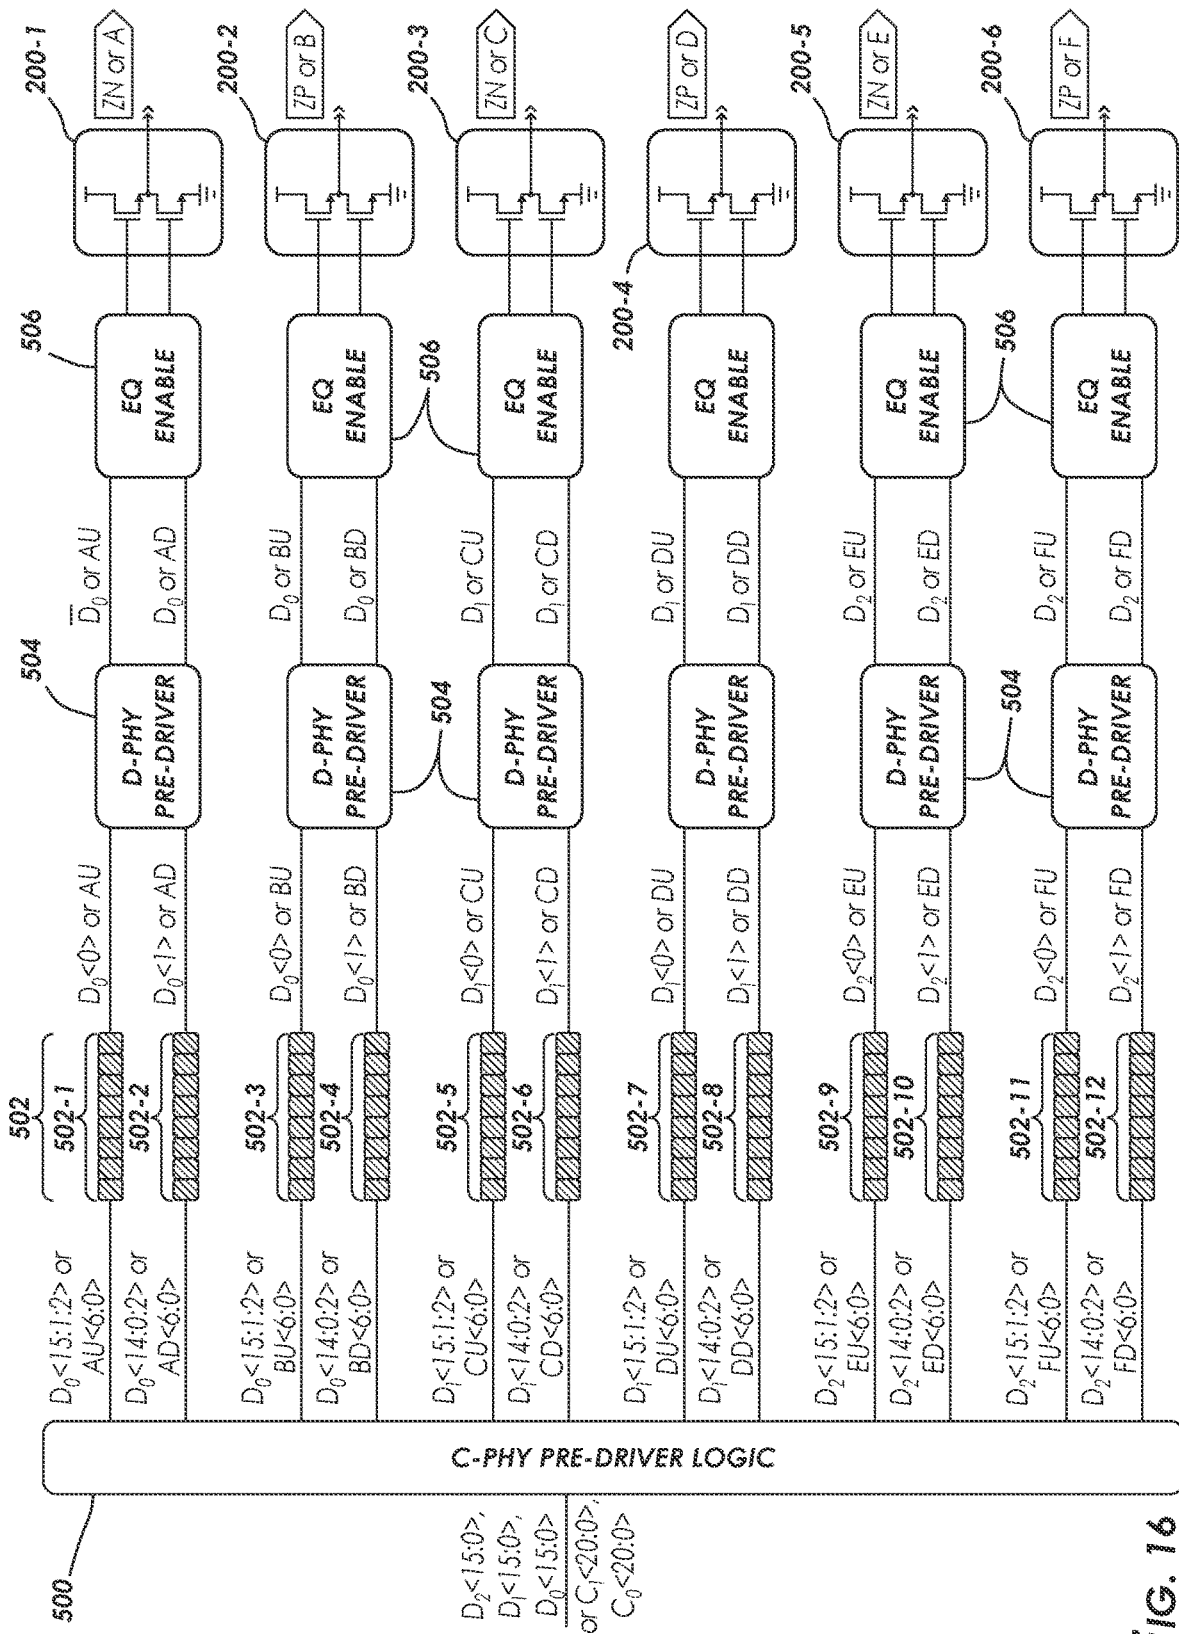 500
D₂<15:0>,
D₁<15:0>,
D₀<15:0>
or C₁<20:0>,
C₀<20:0>
C-PHY PRE-DRIVER LOGIC
D₀<15:1:2> or
AU<6:0>
D₀<14:0:2> or
AD<6:0>
D₀<15:1:2> or
BU<6:0>
D₀<14:0:2> or
BD<6:0>
D₁<15:1:2> or
CU<6:0>
D₁<14:0:2> or
CD<6:0>
D₁<15:1:2> or
DU<6:0>
D₁<14:0:2> or
DD<6:0>
D₂<15:1:2> or
EU<6:0>
D₂<14:0:2> or
ED<6:0>
D₂<15:1:2> or
FU<6:0>
D₂<14:0:2> or
FD<6:0>
502
502-1
502-2
502-3
502-4
502-5
502-6
502-7
502-8
502-9
502-10
502-11
502-12
D₀<0> or AU
D₀<1> or AD
D₀<0> or BU
D₀<1> or BD
D₁<0> or CU
D₁<1> or CD
D₁<0> or DU
D₁<1> or DD
D₂<0> or EU
D₂<1> or ED
D₂<0> or FU
D₂<1> or FD
504
D-PHY
PRE-DRIVER
D-PHY
PRE-DRIVER
504
D-PHY
PRE-DRIVER
D-PHY
PRE-DRIVER
D-PHY
PRE-DRIVER
504
D-PHY
PRE-DRIVER
D̅₀ or AU
D₀ or AD
D₀ or BU
D₀ or BD
D₁ or CU
D₁ or CD
D₁ or DU
D₁ or DD
D₂ or EU
D₂ or ED
D₂ or FU
D₂ or FD
506
EQ
ENABLE
EQ
ENABLE
506
EQ
ENABLE
EQ
ENABLE
EQ
ENABLE
506
EQ
ENABLE
200-1
200-2
200-3
200-4
200-5
200-6
ZN or A
ZP or B
ZN or C
ZP or D
ZN or E
ZP or F
FIG. 16